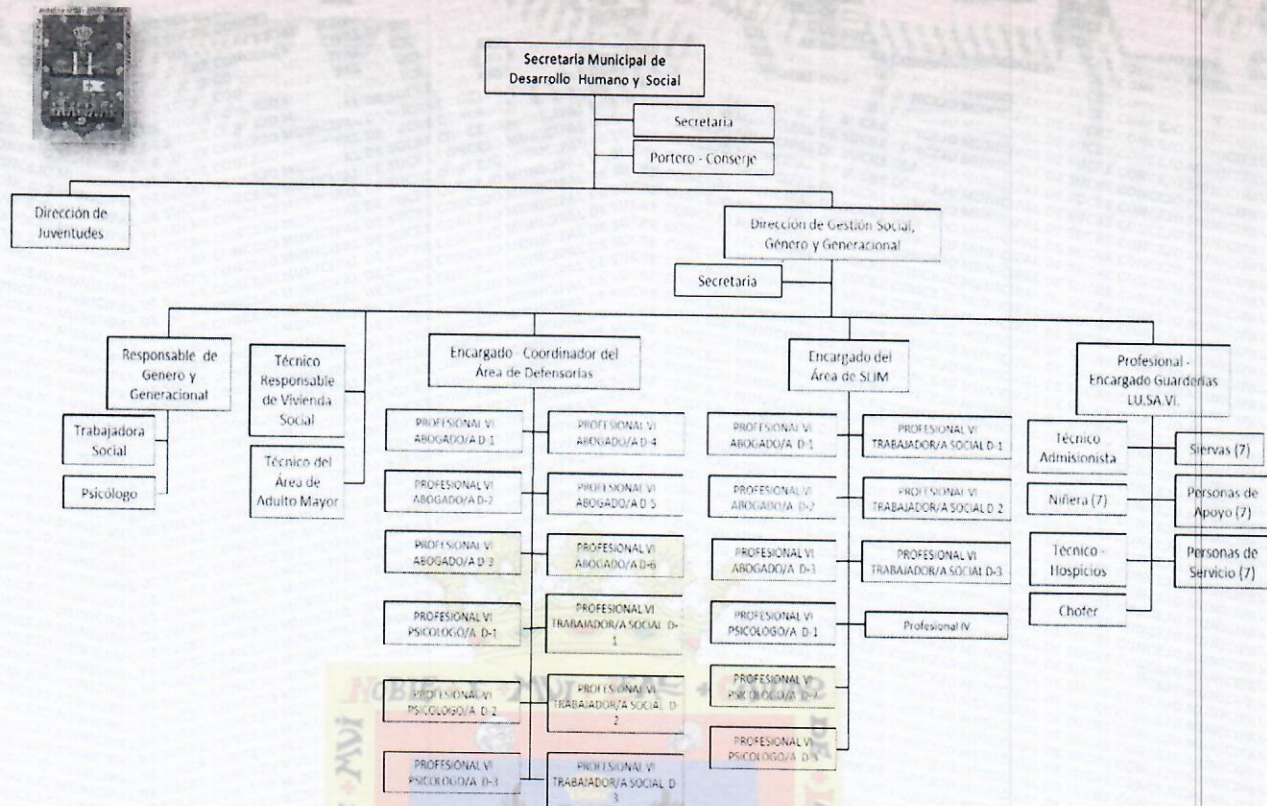 Secretaria Municipal de
Desarrollo Humano y Social
Secretaria
Portero - Conserje
Dirección de
Juventudes
Dirección de Gestión Social,
Género y Generacional
Secretaria
Responsable de
Genero y
Generacional
Trabajadora
Social
Psicólogo
Técnico
Responsable
de Vivienda
Social
Técnico del
Área de
Adulto Mayor
Encargado - Coordinador del
Área de Defensorías
PROFESIONAL VI
ABOGADO/A D-1
PROFESIONAL VI
ABOGADO/A D-4
PROFESIONAL VI
ABOGADO/A D-2
PROFESIONAL VI
ABOGADO/A D-5
PROFESIONAL VI
ABOGADO/A D-3
PROFESIONAL VI
ABOGADO/A D-6
PROFESIONAL VI
PSICOLOGO/A D-1
PROFESIONAL VI
TRABAJADOR/A SOCIAL D-
1
PROFESIONAL VI
PSICOLOGO/A D-2
PROFESIONAL VI
TRABAJADOR/A SOCIAL D-
2
PROFESIONAL VI
PSICOLOGO/A D-3
PROFESIONAL VI
TRABAJADOR/A SOCIAL D
3
Encargado del
Área de SLIM
PROFESIONAL VI
ABOGADO/A D-1
PROFESIONAL VI
TRABAJADOR/A SOCIAL D-1
PROFESIONAL VI
ABOGADO/A D-2
PROFESIONAL VI
TRABAJADOR/A SOCIAL D 2
PROFESIONAL VI
ABOGADO/A D-3
PROFESIONAL VI
TRABAJADOR/A SOCIAL D-3
PROFESIONAL VI
PSICOLOGO/A D-1
Profesional IV
PROFESIONAL VI
PSICOLOGO/A D-2
PROFESIONAL VI
PSICOLOGO/A D-3
Profesional -
Encargado Guarderías
LU.SA.VI.
Técnico
Admisionista
Siervas (7)
Niñera (7)
Personas de
Apoyo (7)
Técnico -
Hospicios
Personas de
Servicio (7)
Chofer